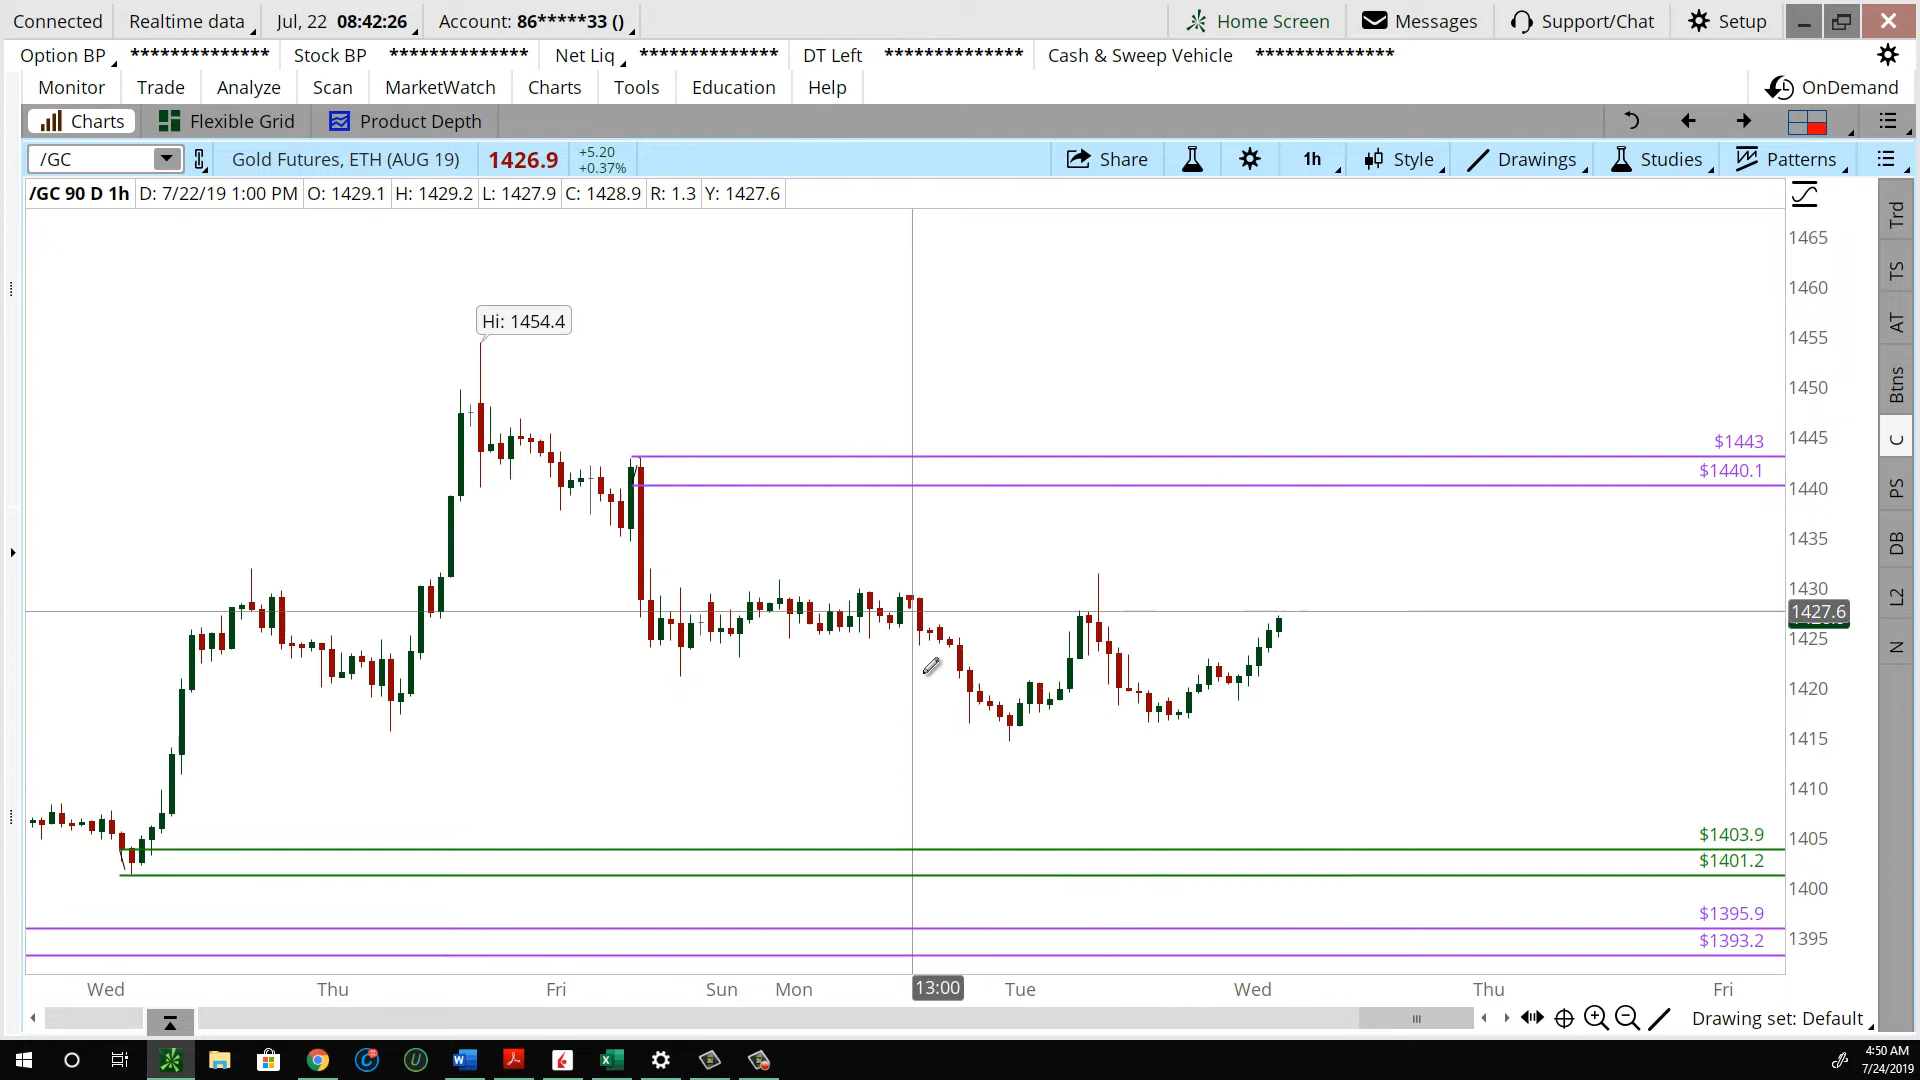 Connected Realtime data Jul, 22 08:42:26 Account: 86*****33 () Home Screen Messages Support/Chat Setup
Option BP ************** Stock BP ************** Net Liq ************** DT Left ************** Cash & Sweep Vehicle **************
Monitor Trade Analyze Scan MarketWatch Charts Tools Education Help OnDemand
Charts Flexible Grid Product Depth
/GC Gold Futures, ETH (AUG 19) 1426.9 +5.20 +0.37% Share 1h Style Drawings Studies Patterns
/GC 90 D 1h D: 7/22/19 1:00 PM O: 1429.1 H: 1429.2 L: 1427.9 C: 1428.9 R: 1.3 Y: 1427.6
Trd
TS
AT
Btns
C
PS
DB
L2
N
1465
1460
1455
1450
1445
1440
1435
1430
1427.6
1425
1420
1415
1410
1405
1400
1395
Hi: 1454.4
$1443
$1440.1
$1403.9
$1401.2
$1395.9
$1393.2
Wed Thu Fri Sun Mon 13:00 Tue Wed Thu Fri
Drawing set: Default
4:50 AM
7/24/2019